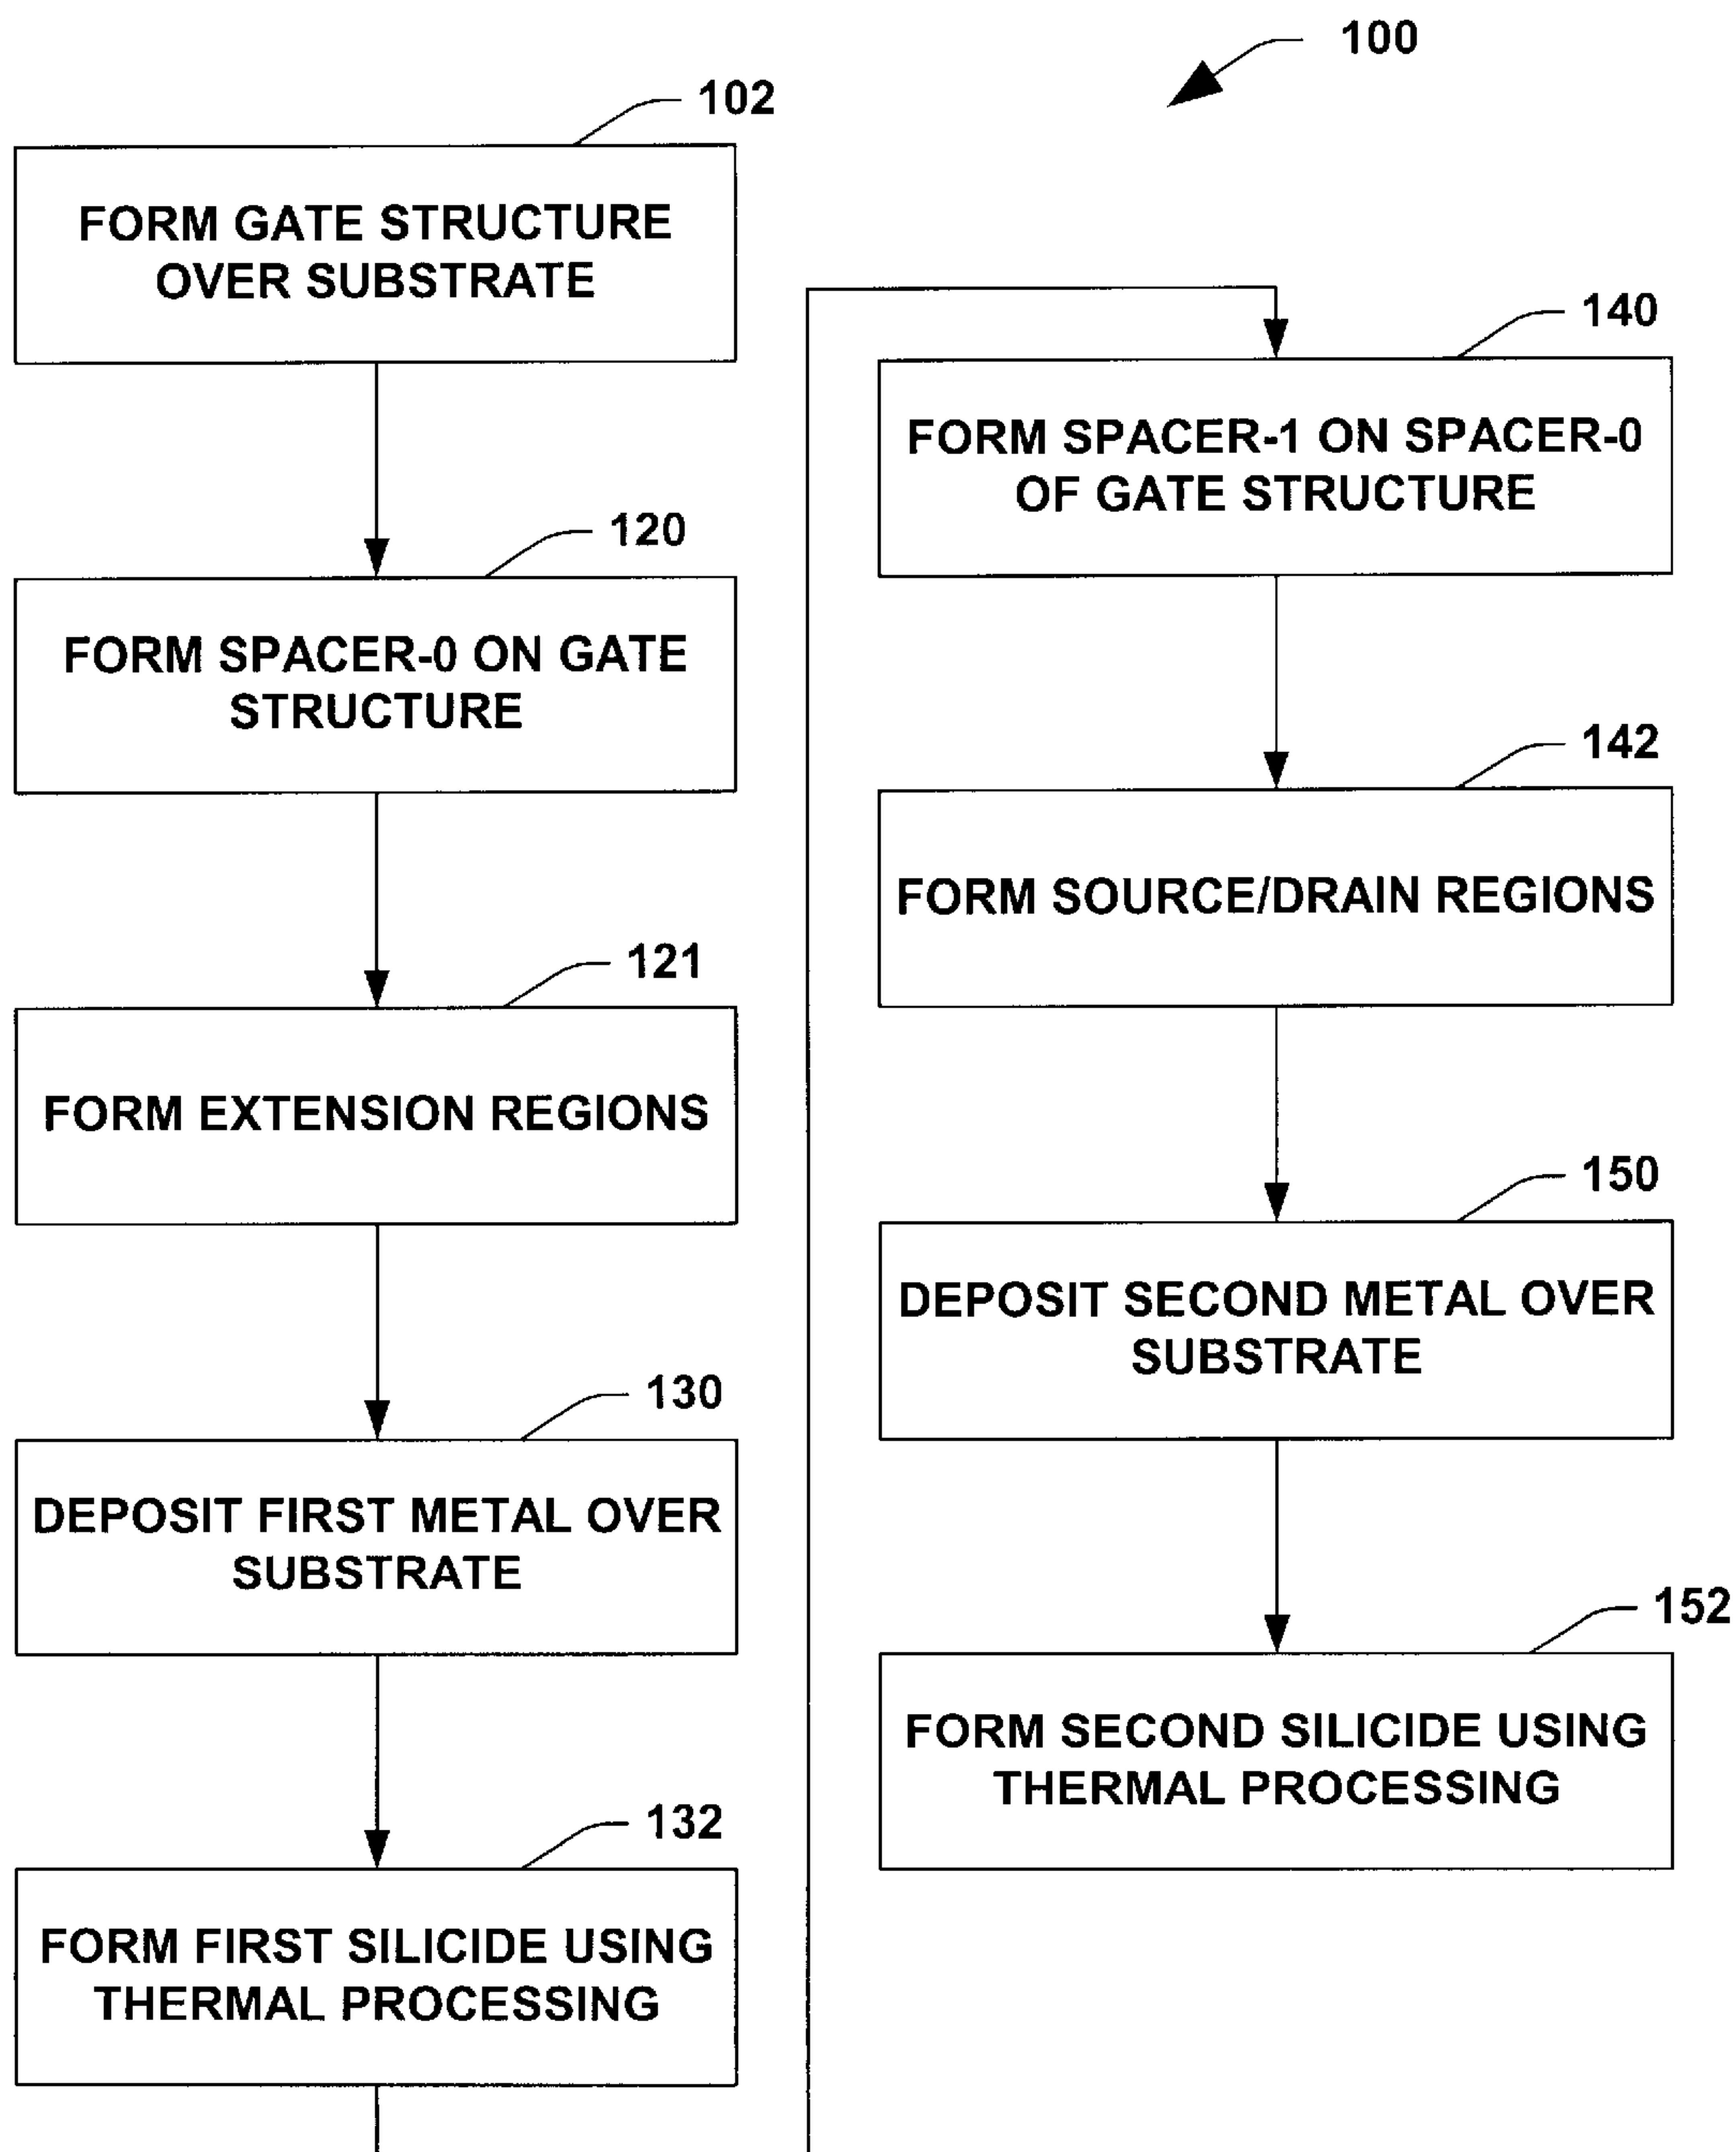 100
102
FORM GATE STRUCTURE
OVER SUBSTRATE
120
FORM SPACER-0 ON GATE
STRUCTURE
121
FORM EXTENSION REGIONS
130
DEPOSIT FIRST METAL OVER
SUBSTRATE
132
FORM FIRST SILICIDE USING
THERMAL PROCESSING
140
FORM SPACER-1 ON SPACER-0
OF GATE STRUCTURE
142
FORM SOURCE/DRAIN REGIONS
150
DEPOSIT SECOND METAL OVER
SUBSTRATE
152
FORM SECOND SILICIDE USING
THERMAL PROCESSING